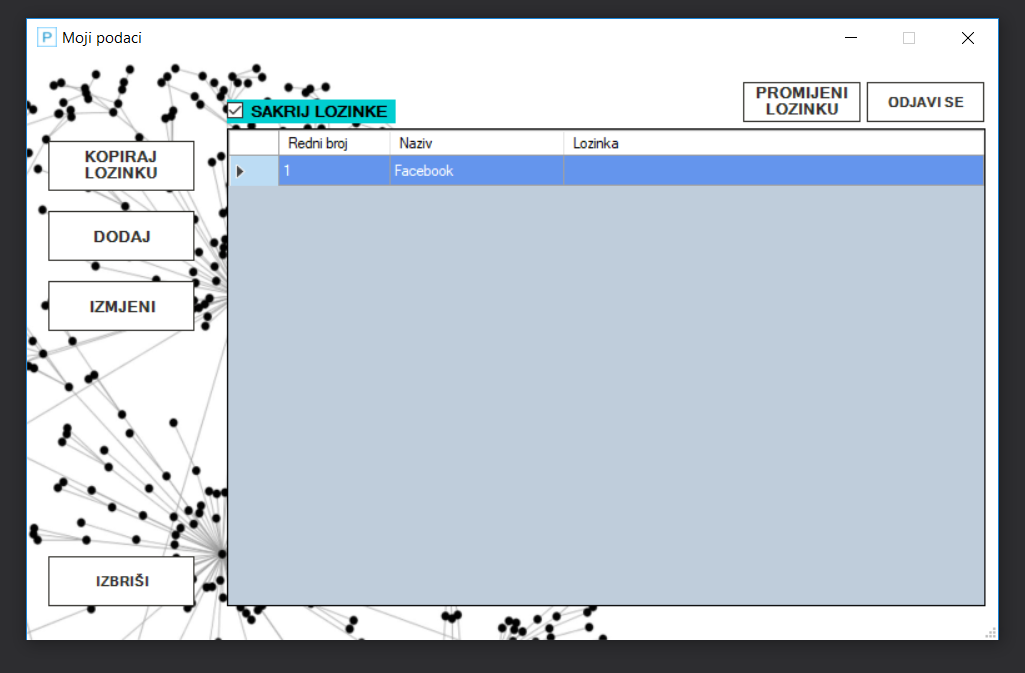 P Moji podaci
PROMIJENI
LOZINKU
ODJAVI SE
SAKRIJ LOZINKE
KOPIRAJ
LOZINKU
DODAJ
IZMJENI
IZBRIŠI
Redni broj Naziv Lozinka
1 Facebook